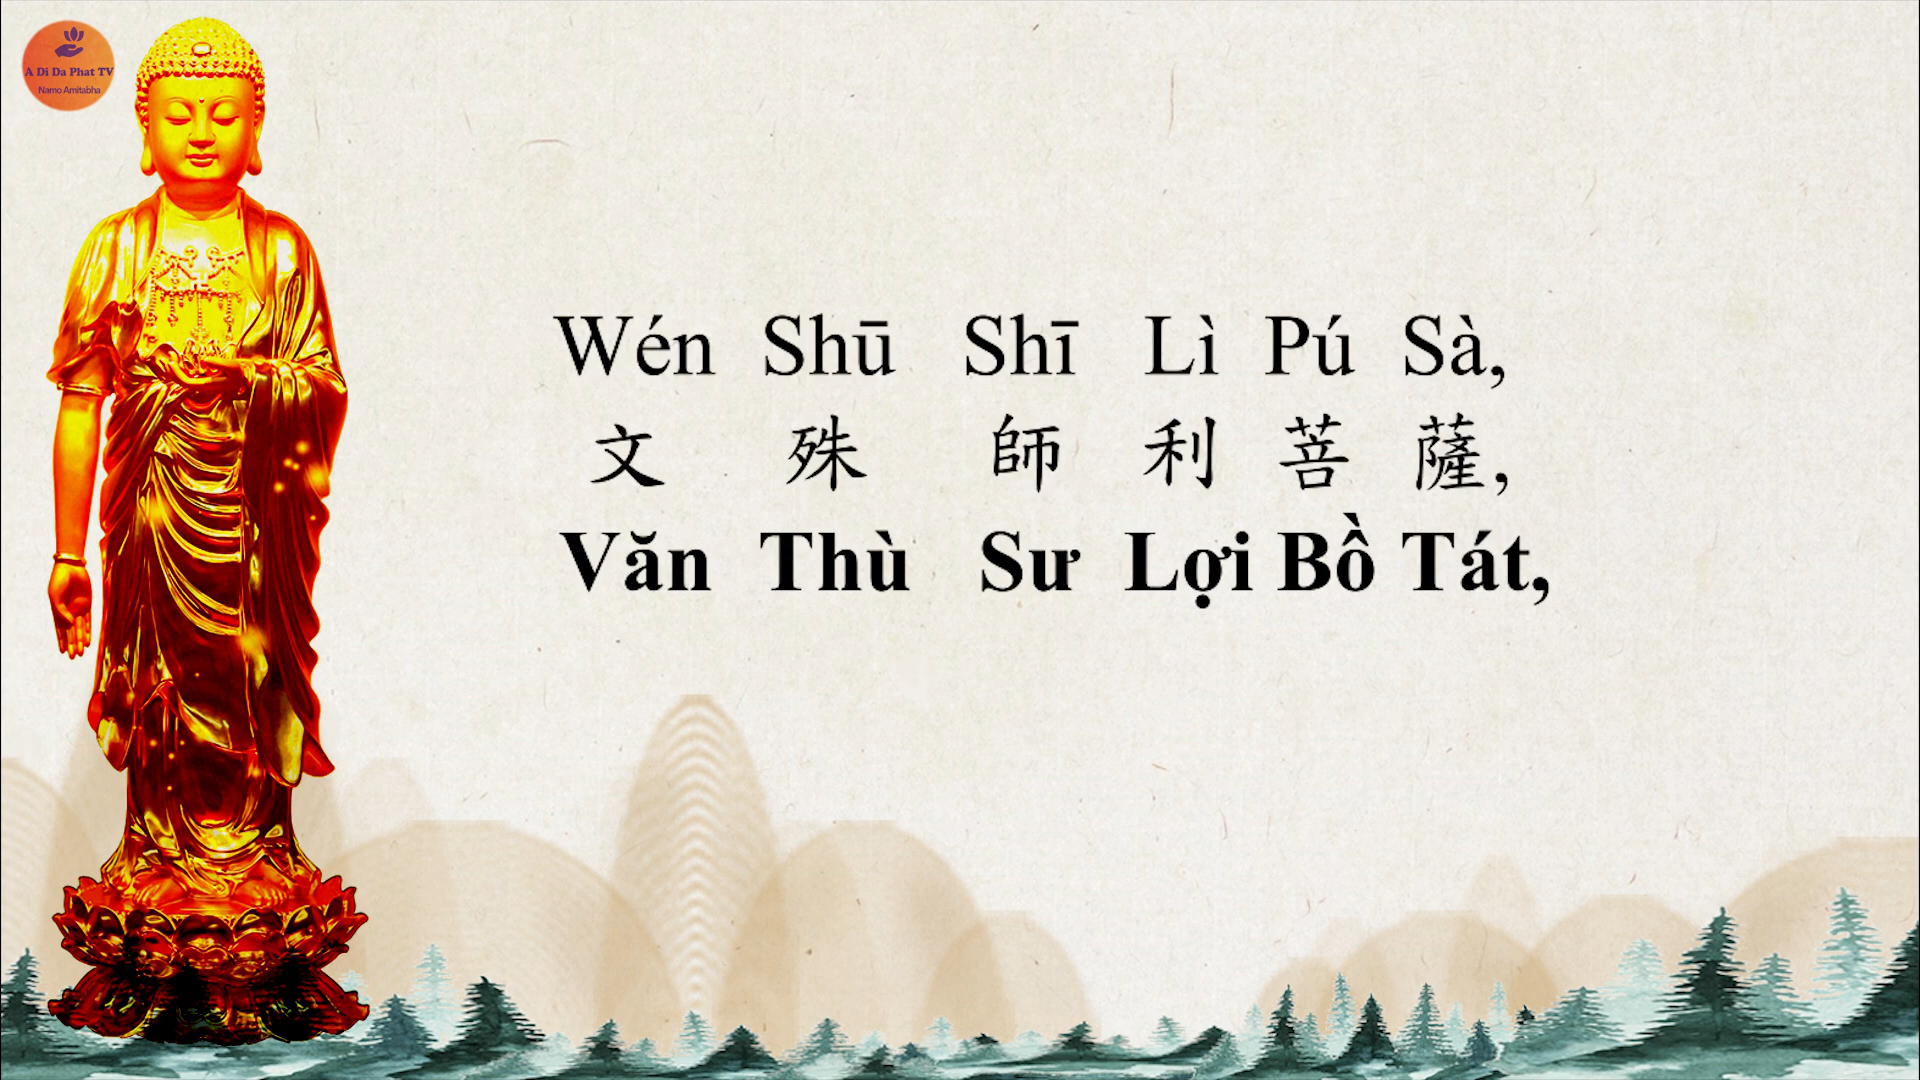 A Di Da Phat TV
Namo Amitabha
Wén Shū Shī Lì Pú Sà,
文 殊 師 利 菩 薩,
Văn Thù Sư Lợi Bồ Tát,